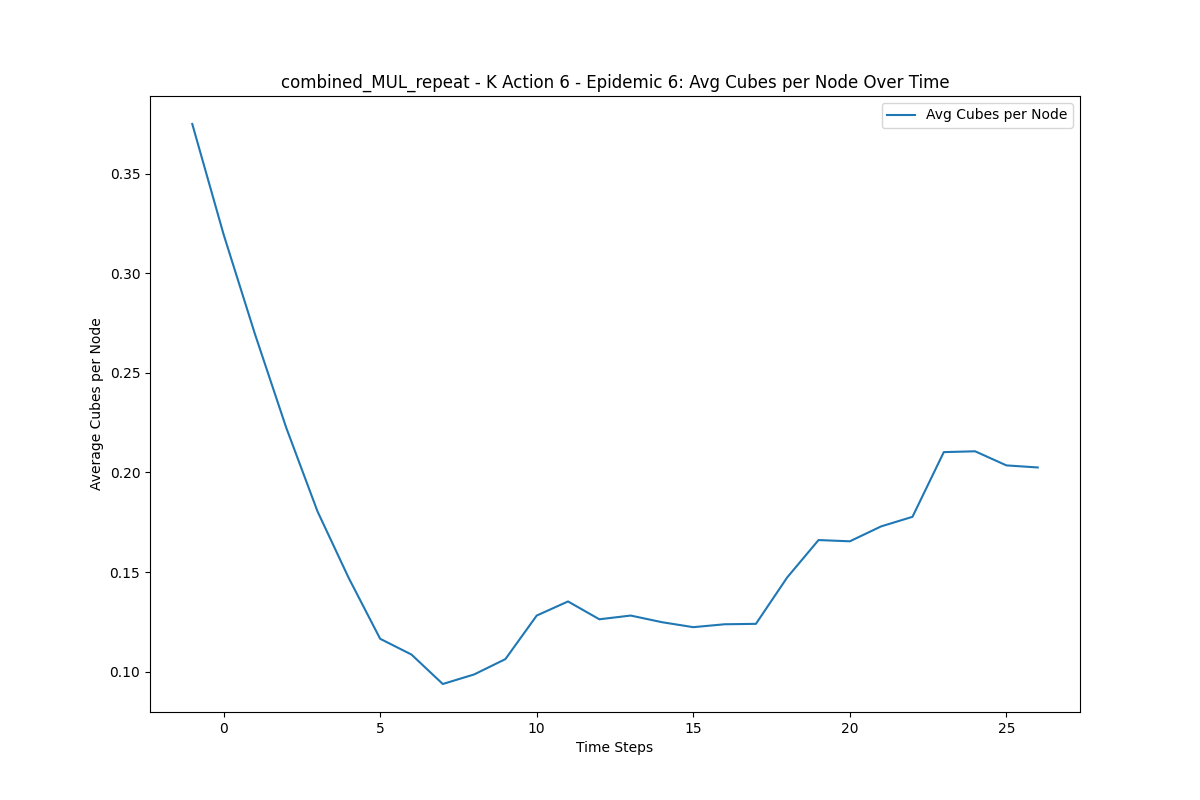 combined_MUL_repeat - K Action 6 - Epidemic 6: Avg Cubes per Node Over Time
Avg Cubes per Node
0.35
0.30
0.25
0.20
0.15
0.10
Average Cubes per Node
0 5 10 15 20 25
Time Steps